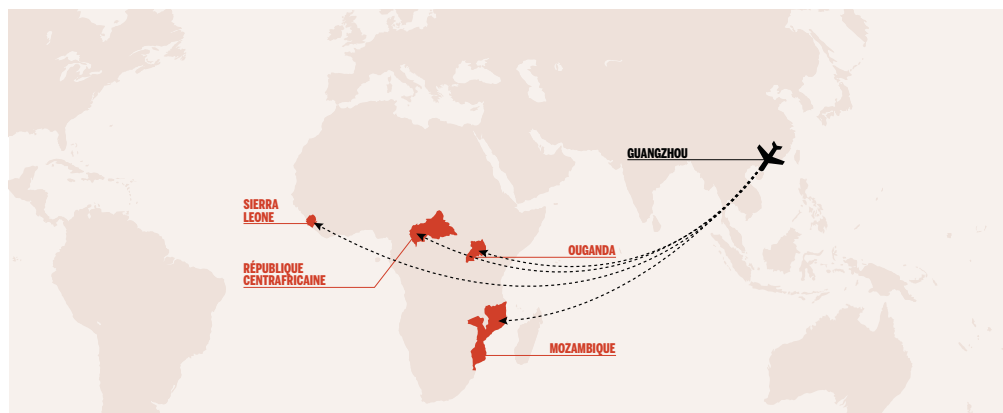 GUANGZHOU
SIERRA
LEONE
OUGANDA
RÉPUBLIQUE
CENTRAFRICAINE
MOZAMBIQUE